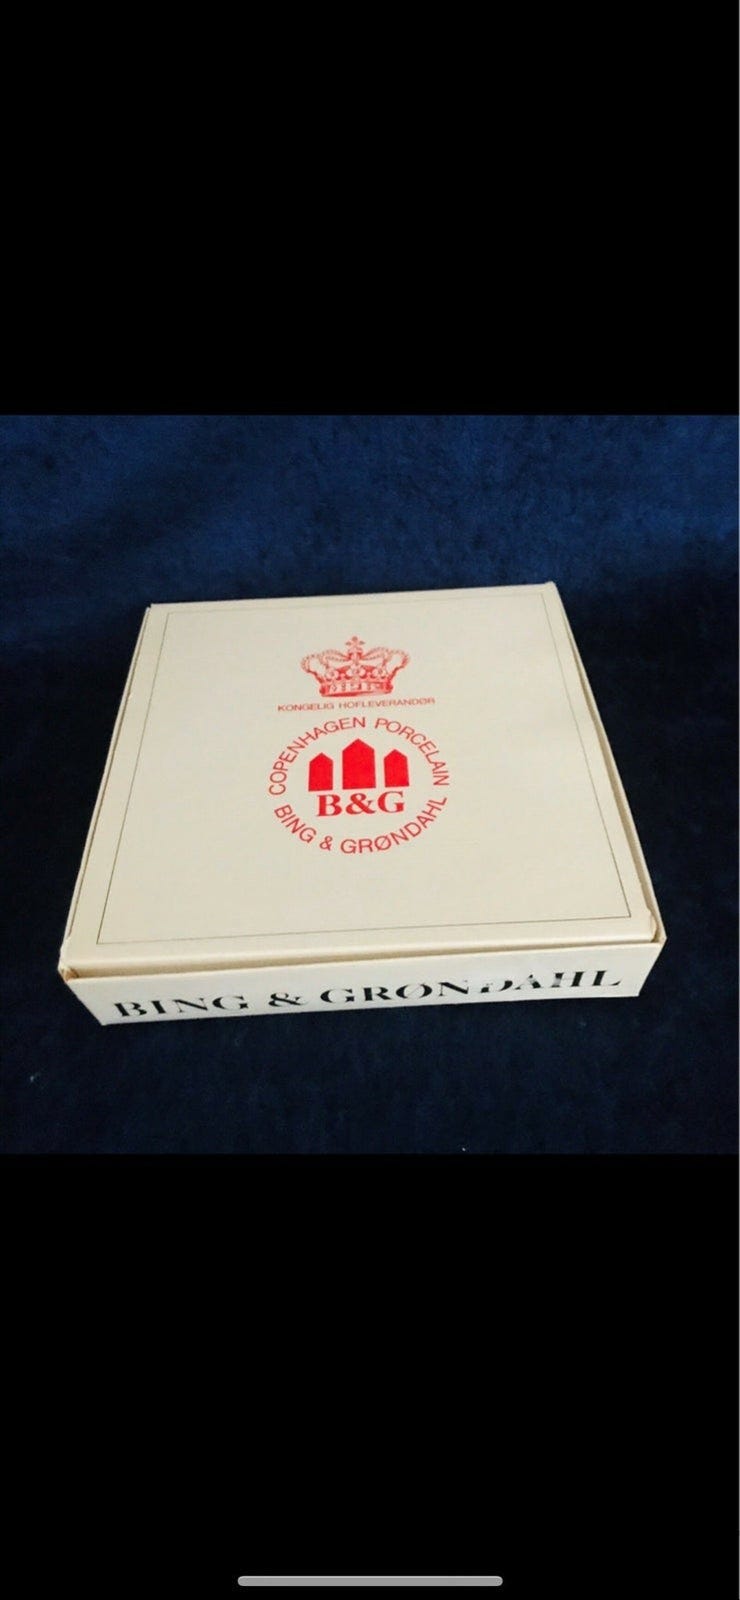 KONGELIG HOFLEVERANDØR
COPENHAGEN PORCELAIN
B&G
BING & GRØNDAHL
BING & GRØNDAHL